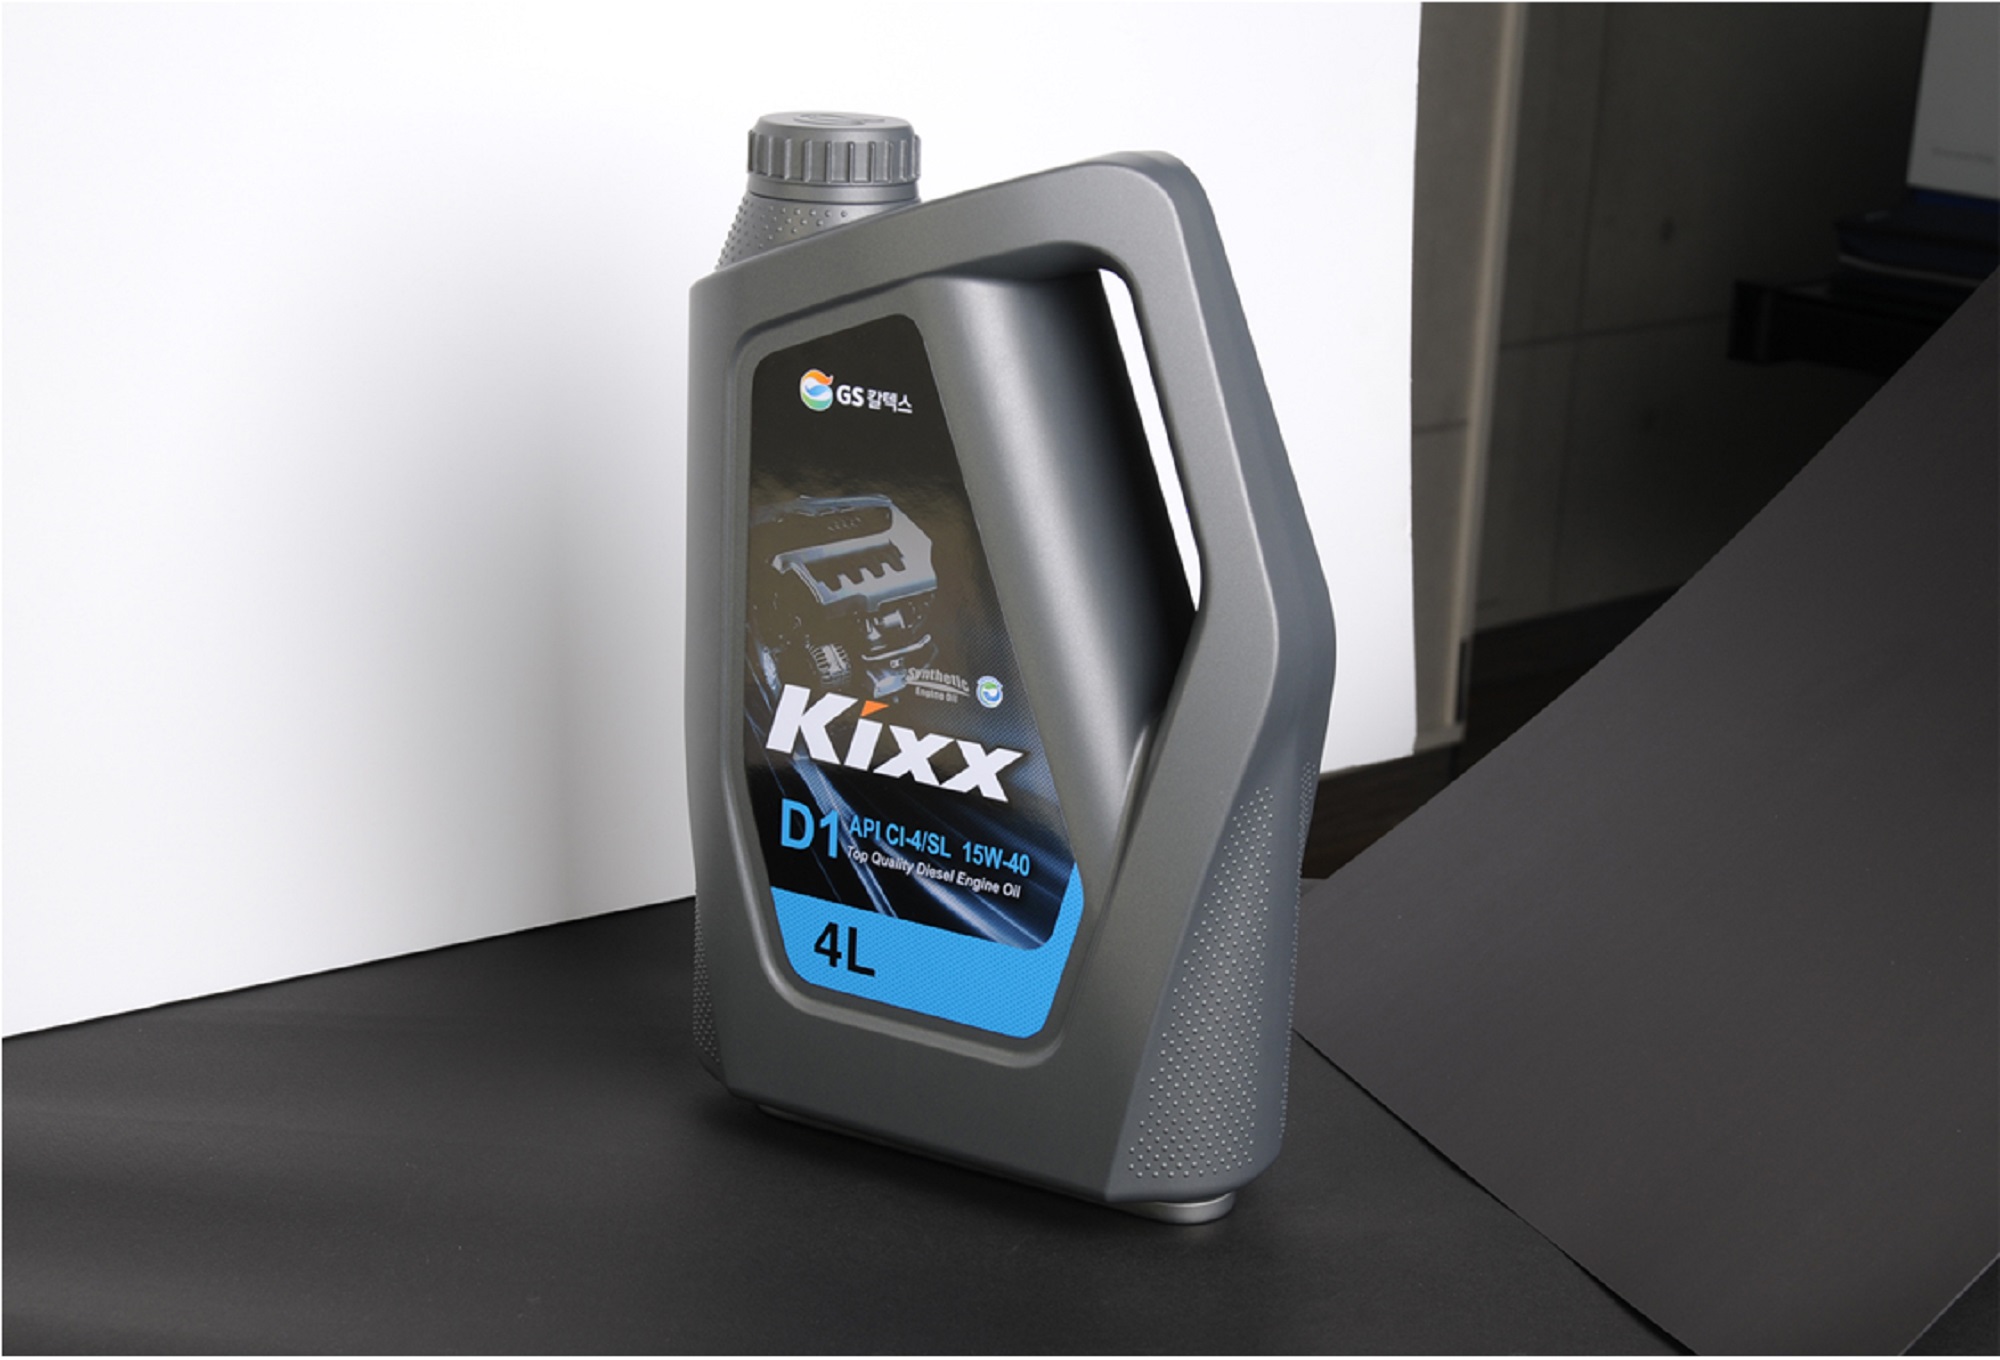 GS 칼텍스
Synthetic
Engine Oil
Kixx
D1 API CI-4/SL 15W-40
Top Quality Diesel Engine Oil
4L